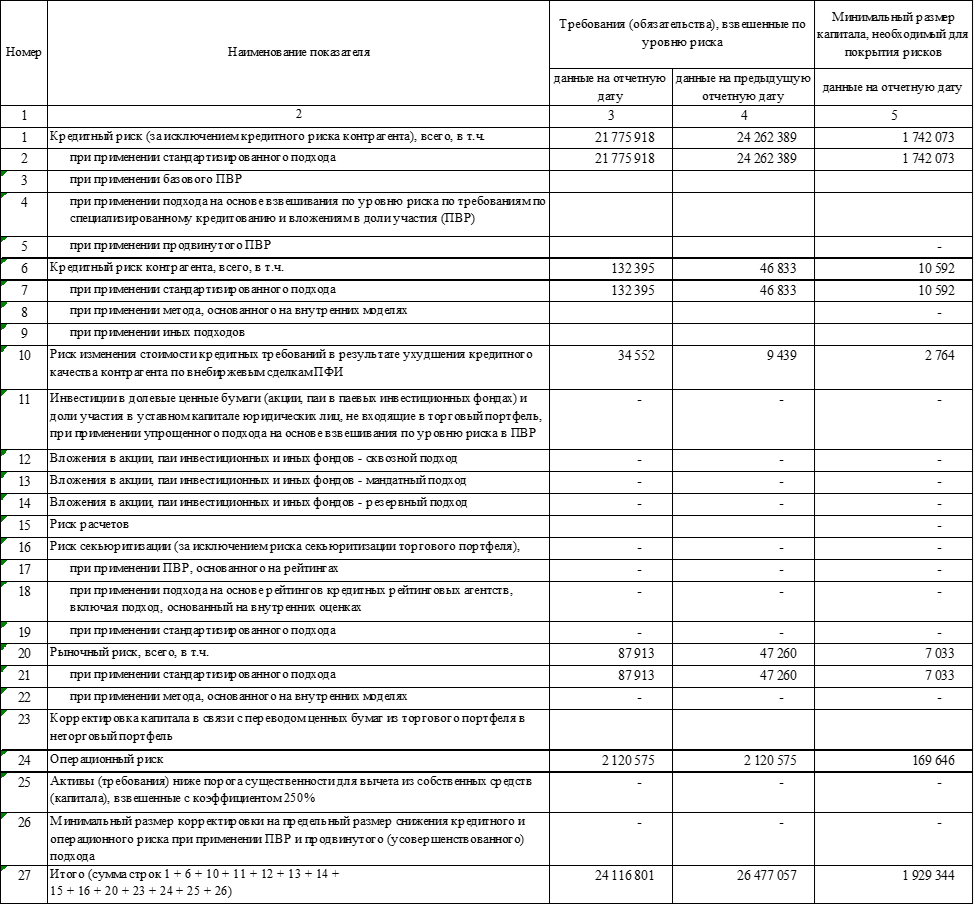 Номер
Наименование показателя
Требования (обязательства), взвешенные по
уровню риска
Минимальный размер
капитала, необходимый для
покрытия рисков
данные на отчетную
дату
данные на предыдущую
отчетную дату
данные на отчетную дату
1 2 3 4 5
1 Кредитный риск (за исключением кредитного риска контрагента), всего, в т.ч. 21 775 918 24 262 389 1 742 073
2 при применении стандартизированного подхода 21 775 918 24 262 389 1 742 073
3 при применении базового ПВР
4 при применении подхода на основе взвешивания по уровню риска по требованиям по
специализированному кредитованию и вложениям в доли участия (ПВР)
5 при применении продвинутого ПВР -
6 Кредитный риск контрагента, всего, в т.ч. 132 395 46 833 10 592
7 при применении стандартизированного подхода 132 395 46 833 10 592
8 при применении метода, основанного на внутренних моделях -
9 при применении иных подходов
10 Риск изменения стоимости кредитных требований в результате ухудшения кредитного 34 552 9 439 2 764
качества контрагента по внебиржевым сделкам ПФИ
11 Инвестиции в долевые ценные бумаги (акции, паи в паевых инвестиционных фондах) и - - -
доли участия в уставном капитале юридических лиц, не входящие в торговый портфель,
при применении упрощенного подхода на основе взвешивания по уровню риска в ПВР
12 Вложения в акции, паи инвестиционных и иных фондов - сквозной подход - - -
13 Вложения в акции, паи инвестиционных и иных фондов - мандатный подход - - -
14 Вложения в акции, паи инвестиционных и иных фондов - резервный подход - - -
15 Риск расчетов -
16 Риск секьюритизации (за исключением риска секьюритизации торгового портфеля), - - -
17 при применении ПВР, основанного на рейтингах - - -
18 при применении подхода на основе рейтингов кредитных рейтинговых агентств, - - -
включая подход, основанный на внутренних оценках
19 при применении стандартизированного подхода - - -
20 Рыночный риск, всего, в т.ч. 87 913 47 260 7 033
21 при применении стандартизированного подхода 87 913 47 260 7 033
22 при применении метода, основанного на внутренних моделях - - -
23 Корректировка капитала в связи с переводом ценных бумаг из торгового портфеля в
неторговый портфель
24 Операционный риск 2 120 575 2 120 575 169 646
25 Активы (требования) ниже порога существенности для вычета из собственных средств - - -
(капитала), взвешенные с коэффициентом 250%
26 Минимальный размер корректировки на предельный размер снижения кредитного и - - -
операционного риска при применении ПВР и продвинутого (усовершенствованного)
подхода
27 Итого (сумма строк 1 + 6 + 10 + 11 + 12 + 13 + 14 + 24 116 801 26 477 057 1 929 344
15 + 16 + 20 + 23 + 24 + 25 + 26)